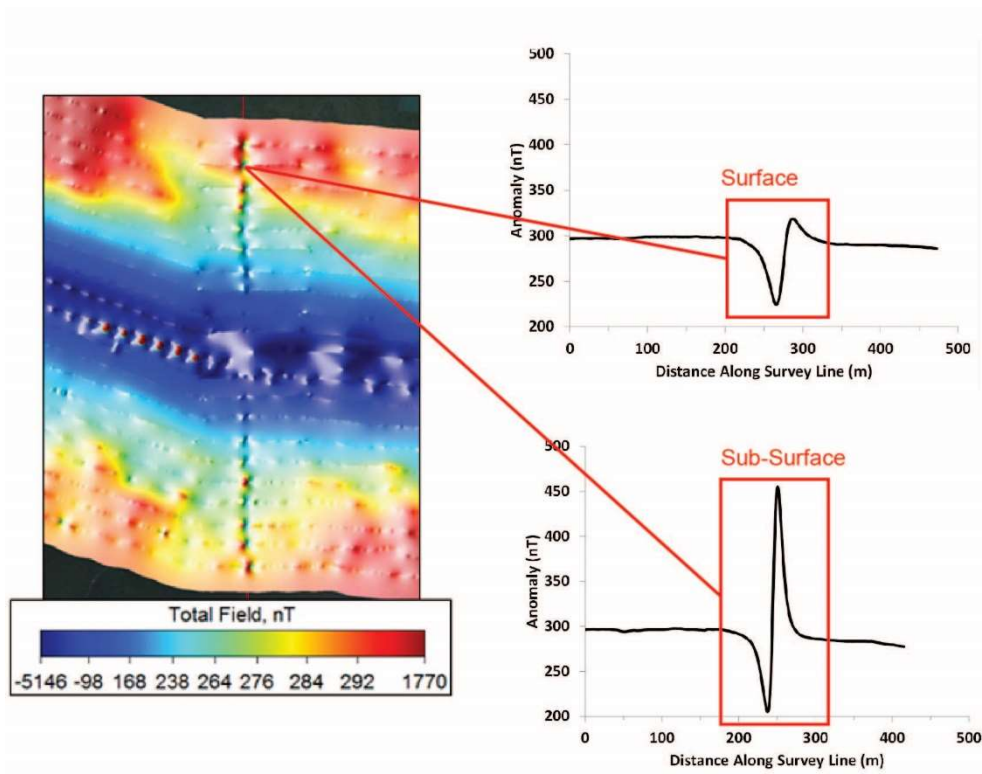 Total Field, nT
-5146 -98 168 238 264 276 284 292 1770
500
450
400
350
300
250
200
Anomaly (nT)
Surface
0 100 200 300 400 500
Distance Along Survey Line (m)
500
450
400
350
300
250
200
Anomaly (nT)
Sub-Surface
0 100 200 300 400 500
Distance Along Survey Line (m)